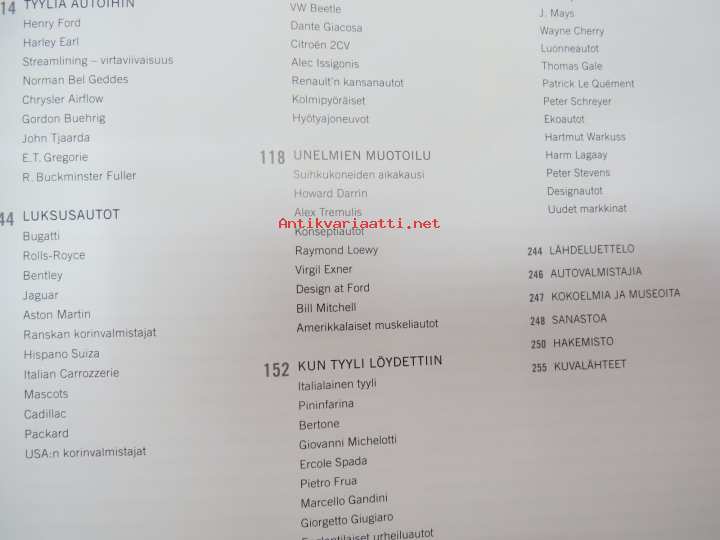 14 TYYLIÄ AUTOIHIN
Henry Ford
Harley Earl
Streamlining – virtaviivaisuus
Norman Bel Geddes
Chrysler Airflow
Gordon Buehrig
John Tjaarda
E.T. Gregorie
R. Buckminster Fuller
44 LUKSUSAUTOT
Bugatti
Rolls-Royce
Bentley
Jaguar
Aston Martin
Ranskan korinvalmistajat
Hispano Suiza
Italian Carrozzerie
Mascots
Cadillac
Packard
USA:n korinvalmistajat
VW Beetle
Dante Giacosa
Citroën 2CV
Alec Issigonis
Renault'n kansanautot
Kolmipyöräiset
Hyötyajoneuvot
118 UNELMIEN MUOTOILU
Suihkukoneiden aikakausi
Howard Darrin
Alex Tremulis
Antikvariaatti.net
Konseptiautot
Raymond Loewy
Virgil Exner
Design at Ford
Bill Mitchell
Amerikkalaiset muskeliautot
152 KUN TYYLI LÖYDETTIIN
Italialainen tyyli
Pininfarina
Bertone
Giovanni Michelotti
Ercole Spada
Pietro Frua
Marcello Gandini
Giorgetto Giugiaro
Englantilaiset urheiluautot
J. Mays
Wayne Cherry
Luonneautot
Thomas Gale
Patrick Le Quément
Peter Schreyer
Ekoautot
Hartmut Warkuss
Harm Lagaay
Peter Stevens
Designautot
Uudet markkinat
244 LÄHDELUETTELO
246 AUTOVALMISTAJIA
247 KOKOELMIA JA MUSEOITA
248 SANASTOA
250 HAKEMISTO
255 KUVALÄHTEET